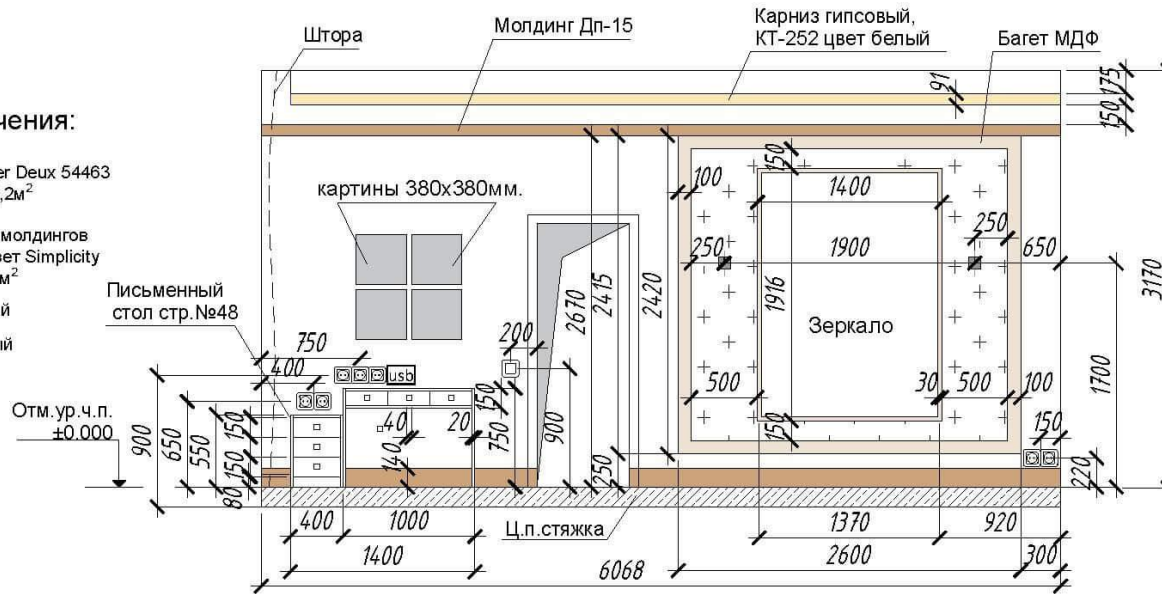 Штора
Молдинг Дп-15
Карниз гипсовый,
КТ-252 цвет белый
Багет МДФ
чения:
er Deux 54463
,2м²
молдингов
вет Simplicity
м²
й
ый
картины 380x380мм.
Письменный
стол стр.№48
Отм.ур.ч.п.
±0.000
usb
Зеркало
Ц.п.стяжка
91
175
150
3170
150
100
1400
250
250
1900
650
1916
2670
2415
2420
750
400
200
900
650
550
150
150
80
40
20
140
150
750
900
250
500
30
500
100
150
150
1700
220
400
1000
1400
1370
920
2600
300
6068